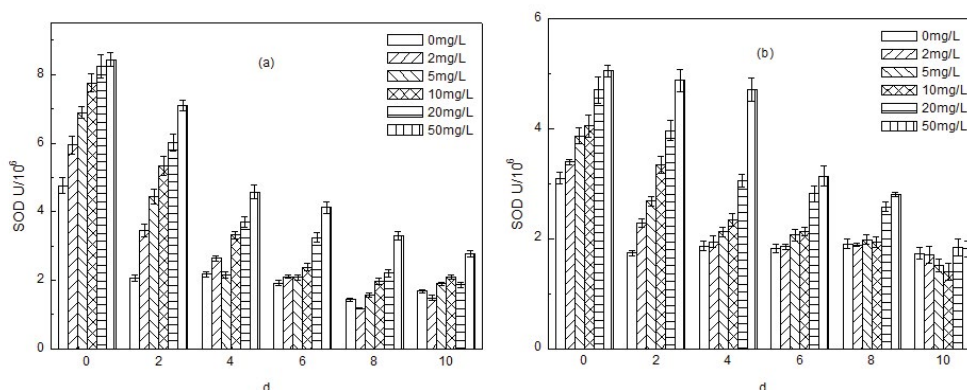 (a)
0mg/L
2mg/L
5mg/L
10mg/L
20mg/L
50mg/L
8
6
4
2
0
SOD U/10⁶
0 2 4 6 8 10
d
(b)
0mg/L
2mg/L
5mg/L
10mg/L
20mg/L
50mg/L
6
4
2
0
SOD U/10⁶
0 2 4 6 8 10
d